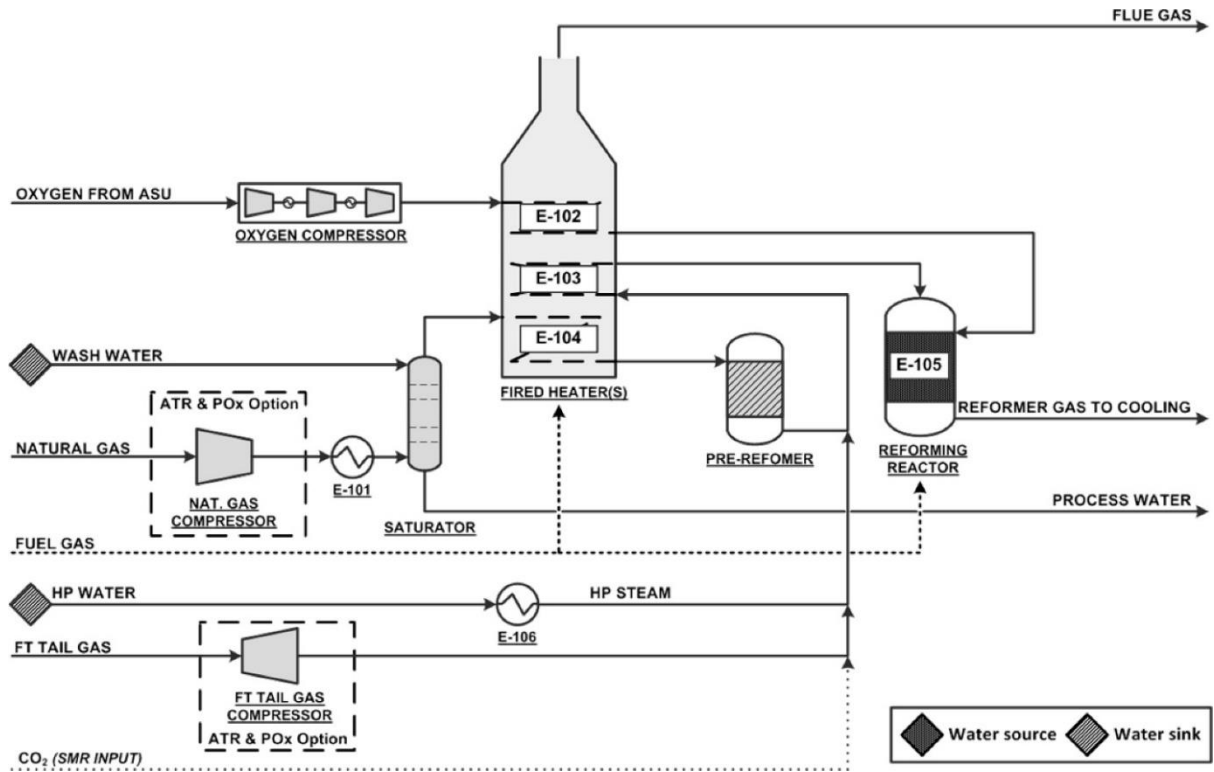 FLUE GAS
OXYGEN FROM ASU
OXYGEN COMPRESSOR
E-102
E-103
E-104
FIRED HEATER(S)
WASH WATER
ATR & POx Option
NATURAL GAS
NAT. GAS
COMPRESSOR
E-101
SATURATOR
PRE-REFOMER
E-105
REFORMER GAS TO COOLING
REFORMING
REACTOR
PROCESS WATER
FUEL GAS
HP WATER
E-106
HP STEAM
FT TAIL GAS
FT TAIL GAS
COMPRESSOR
ATR & POx Option
CO₂ (SMR INPUT)
Water source
Water sink